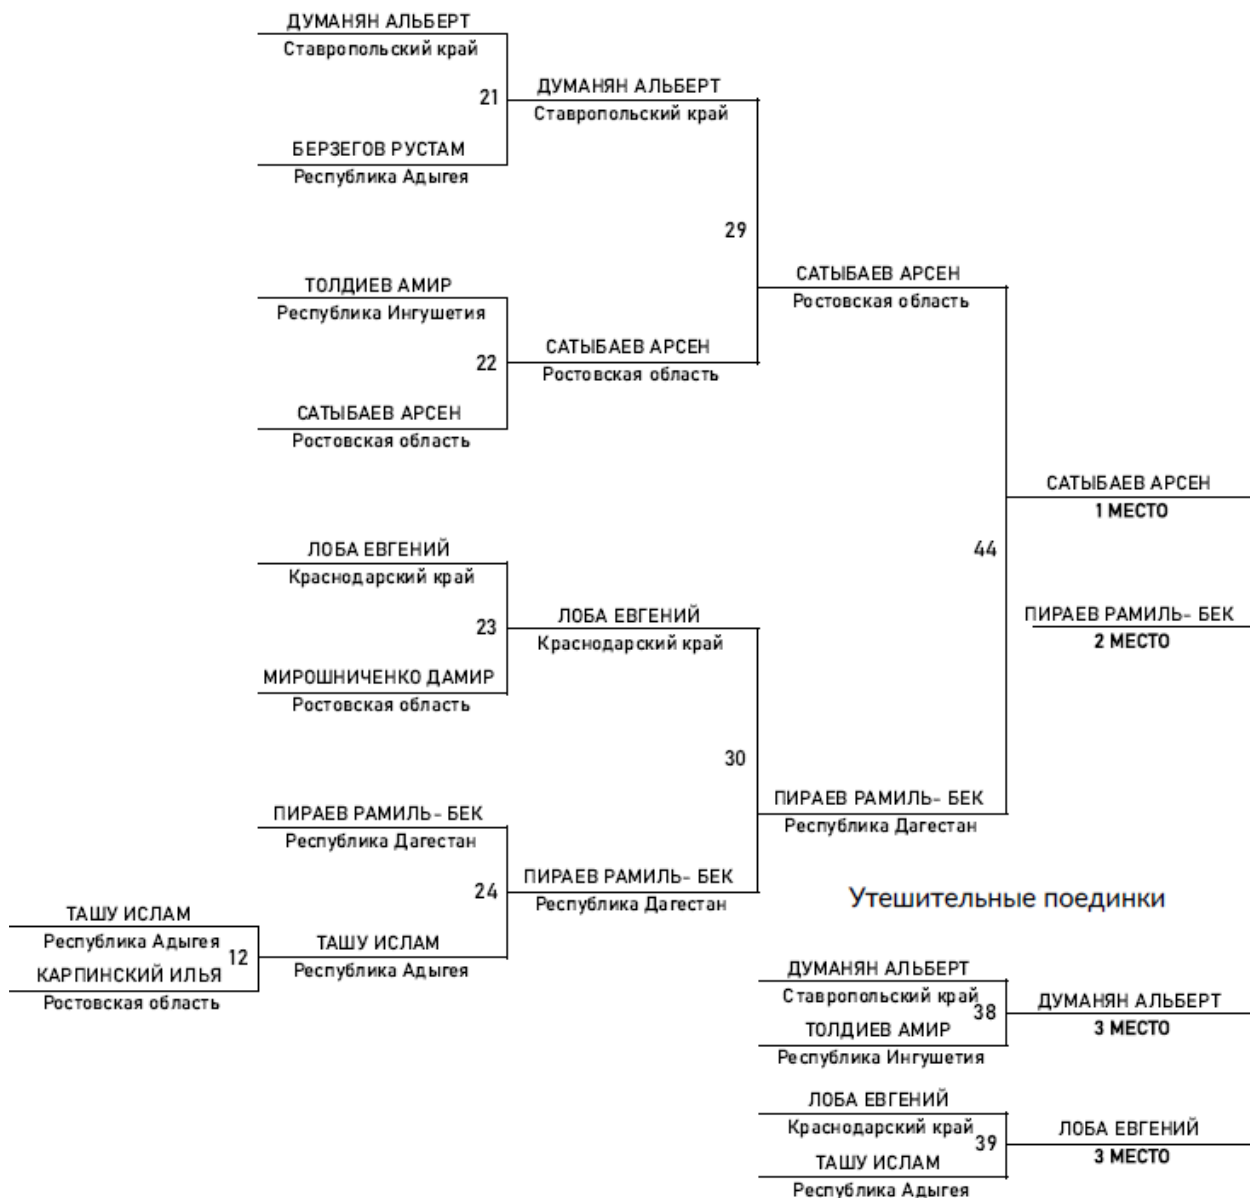 ДУМАНЯН АЛЬБЕРТ
Ставропольский край
21
ДУМАНЯН АЛЬБЕРТ
Ставропольский край
БЕРЗЕГОВ РУСТАМ
Республика Адыгея
29
ТОЛДИЕВ АМИР
Республика Ингушетия
САТЫБАЕВ АРСЕН
Ростовская область
22
САТЫБАЕВ АРСЕН
Ростовская область
САТЫБАЕВ АРСЕН
Ростовская область
САТЫБАЕВ АРСЕН
1 МЕСТО
44
ЛОБА ЕВГЕНИЙ
Краснодарский край
23
ЛОБА ЕВГЕНИЙ
Краснодарский край
ПИРАЕВ РАМИЛЬ- БЕК
2 МЕСТО
МИРОШНИЧЕНКО ДАМИР
Ростовская область
30
ПИРАЕВ РАМИЛЬ- БЕК
Республика Дагестан
ПИРАЕВ РАМИЛЬ- БЕК
Республика Дагестан
24
ПИРАЕВ РАМИЛЬ- БЕК
Республика Дагестан
Утешительные поединки
ТАШУ ИСЛАМ
Республика Адыгея
12
ТАШУ ИСЛАМ
Республика Адыгея
КАРПИНСКИЙ ИЛЬЯ
Ростовская область
ДУМАНЯН АЛЬБЕРТ
Ставропольский край
38
ДУМАНЯН АЛЬБЕРТ
3 МЕСТО
ТОЛДИЕВ АМИР
Республика Ингушетия
ЛОБА ЕВГЕНИЙ
Краснодарский край
39
ЛОБА ЕВГЕНИЙ
3 МЕСТО
ТАШУ ИСЛАМ
Республика Адыгея